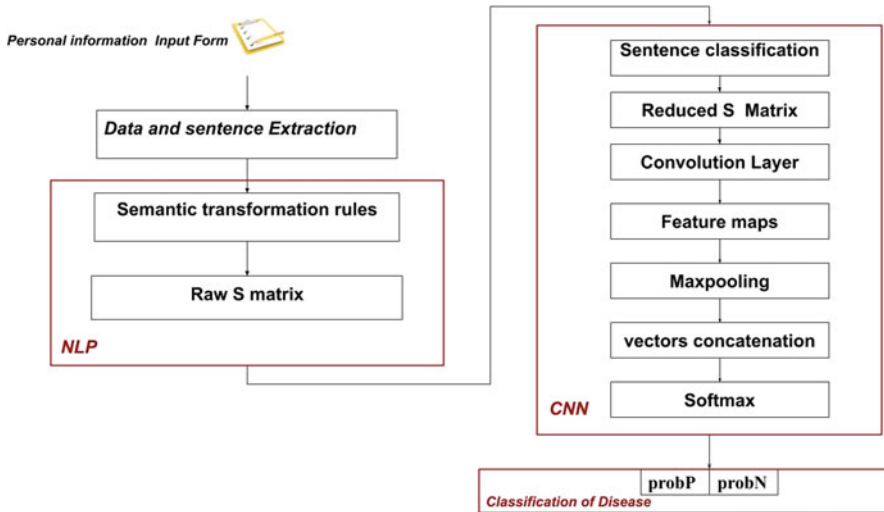 Personal information Input Form
Data and sentence Extraction
Semantic transformation rules
Raw S matrix
NLP
Sentence classification
Reduced S Matrix
Convolution Layer
Feature maps
Maxpooling
vectors concatenation
Softmax
CNN
probP probN
Classification of Disease